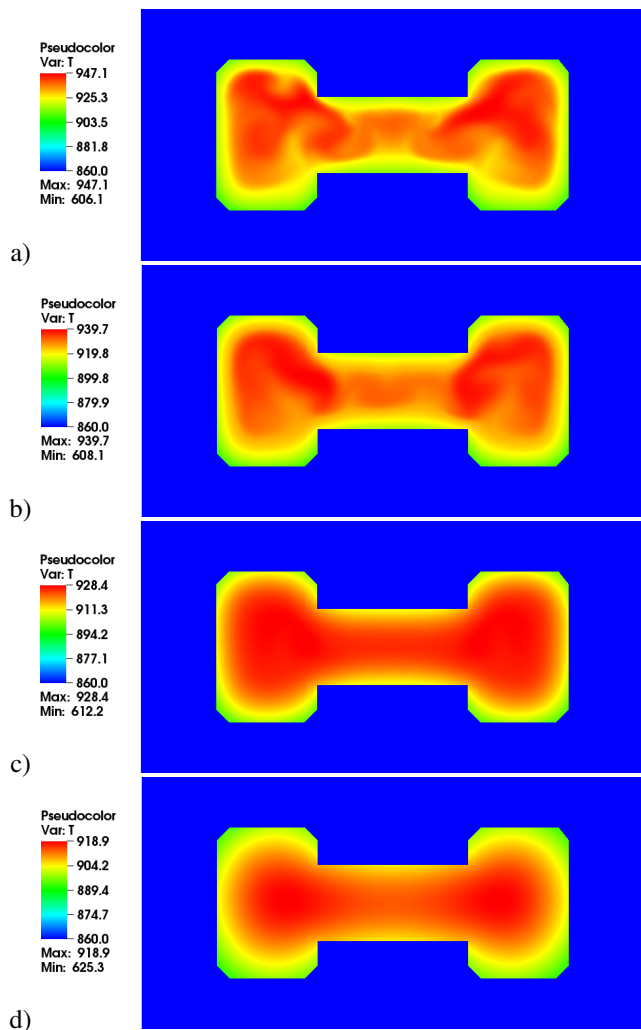 Pseudocolor
Var: T
947.1
925.3
903.5
881.8
860.0
Max: 947.1
Min: 606.1
a)
Pseudocolor
Var: T
939.7
919.8
899.8
879.9
860.0
Max: 939.7
Min: 608.1
b)
Pseudocolor
Var: T
928.4
911.3
894.2
877.1
860.0
Max: 928.4
Min: 612.2
c)
Pseudocolor
Var: T
918.9
904.2
889.4
874.7
860.0
Max: 918.9
Min: 625.3
d)